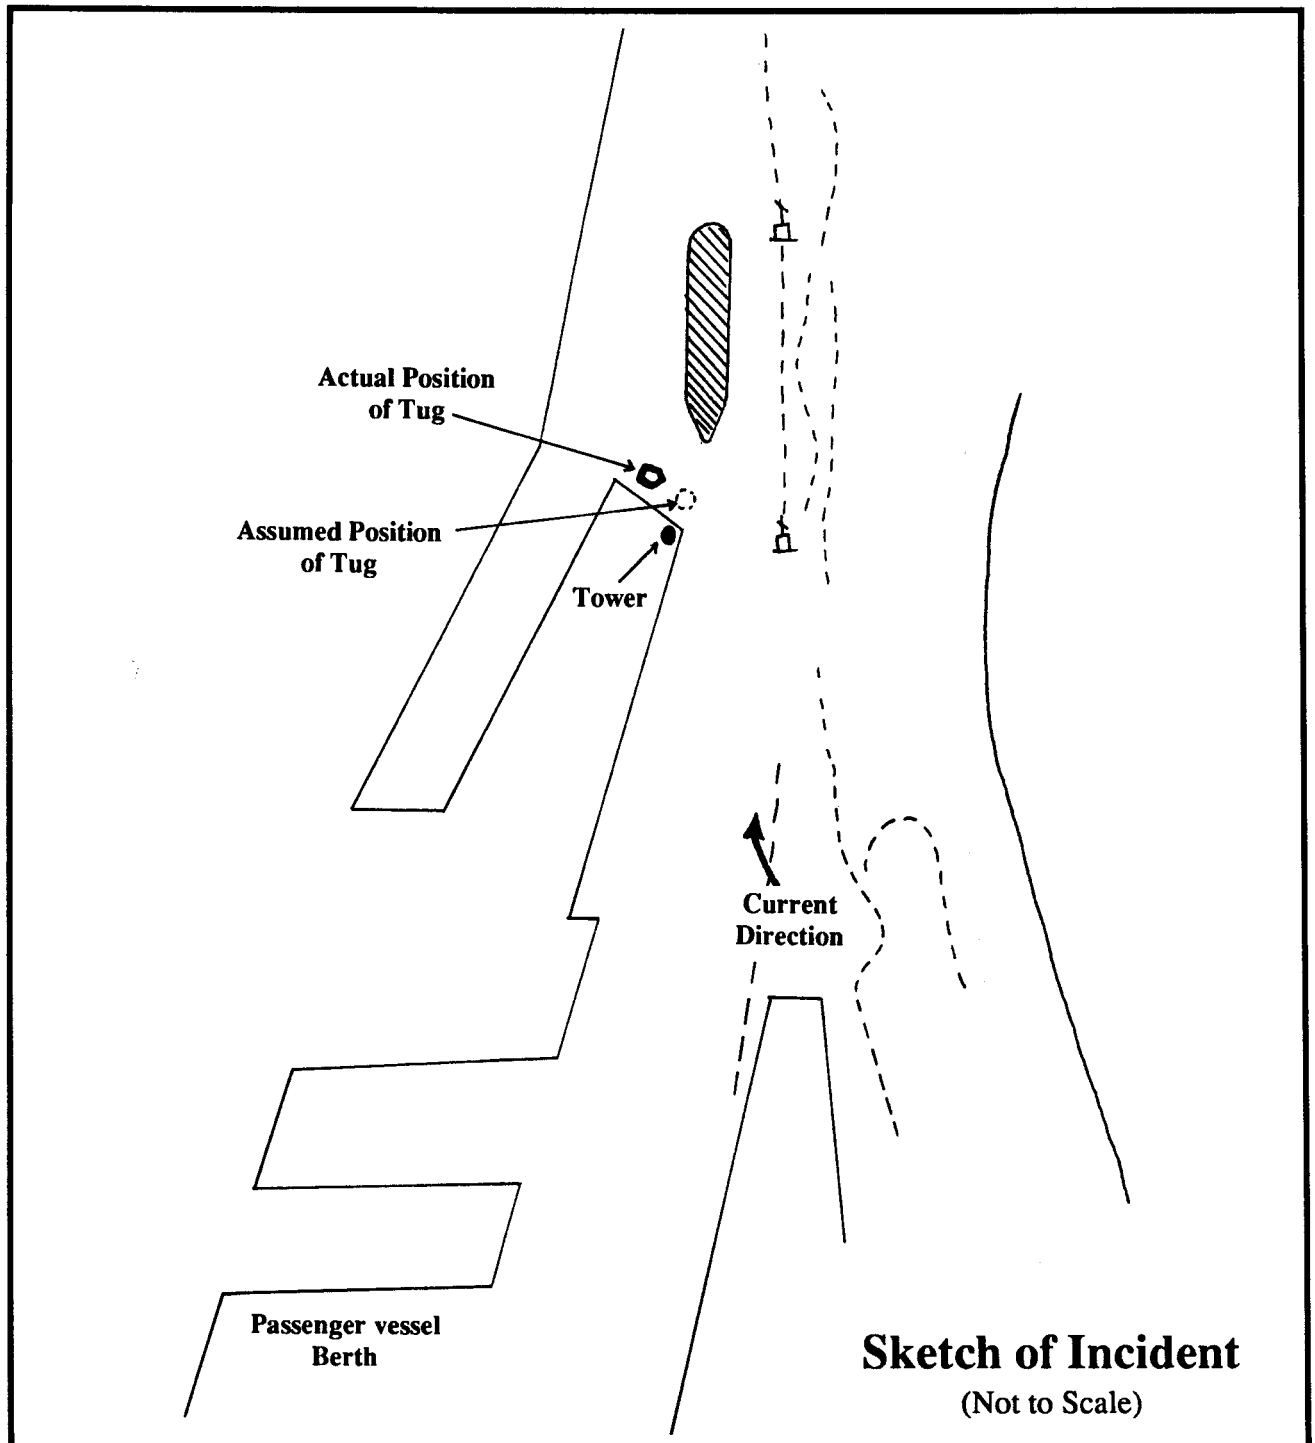 Actual Position
of Tug
Assumed Position
of Tug
Tower
Current
Direction
Passenger vessel
Berth
Sketch of Incident
(Not to Scale)